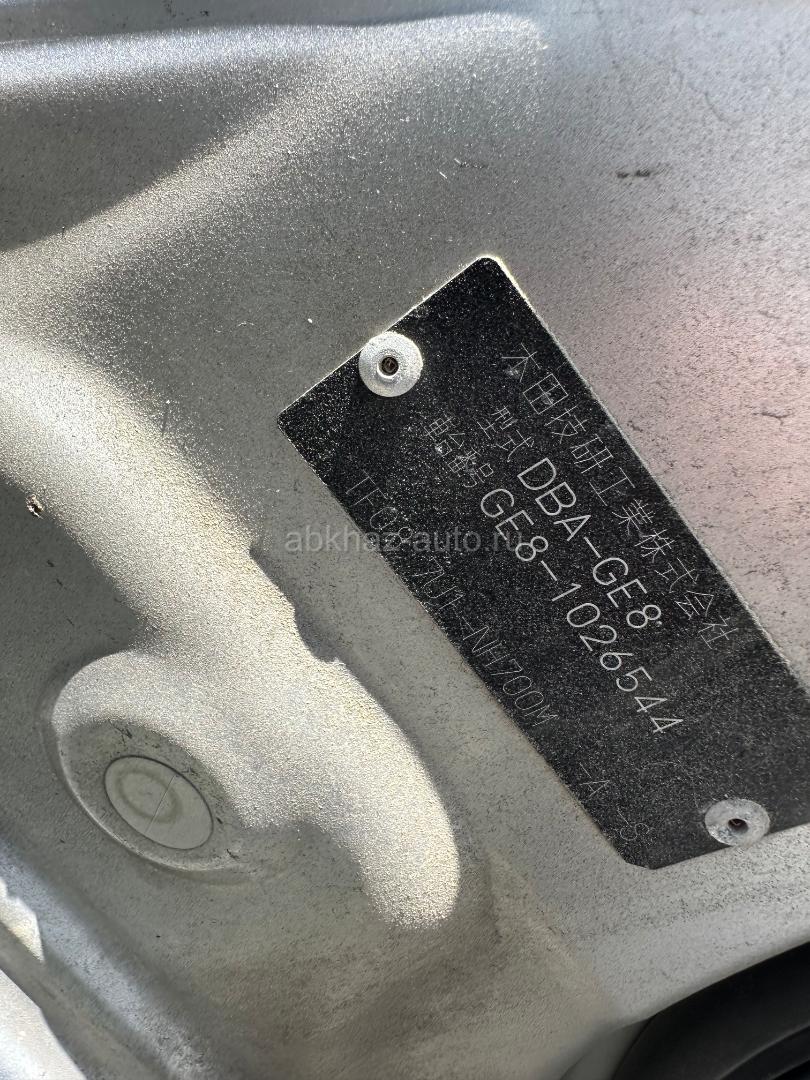 本田技研工業株式会社
型式 DBA-GE8
車台番号 GE8-1026544
NH700M
-A -S
abkhaz-auto.ru